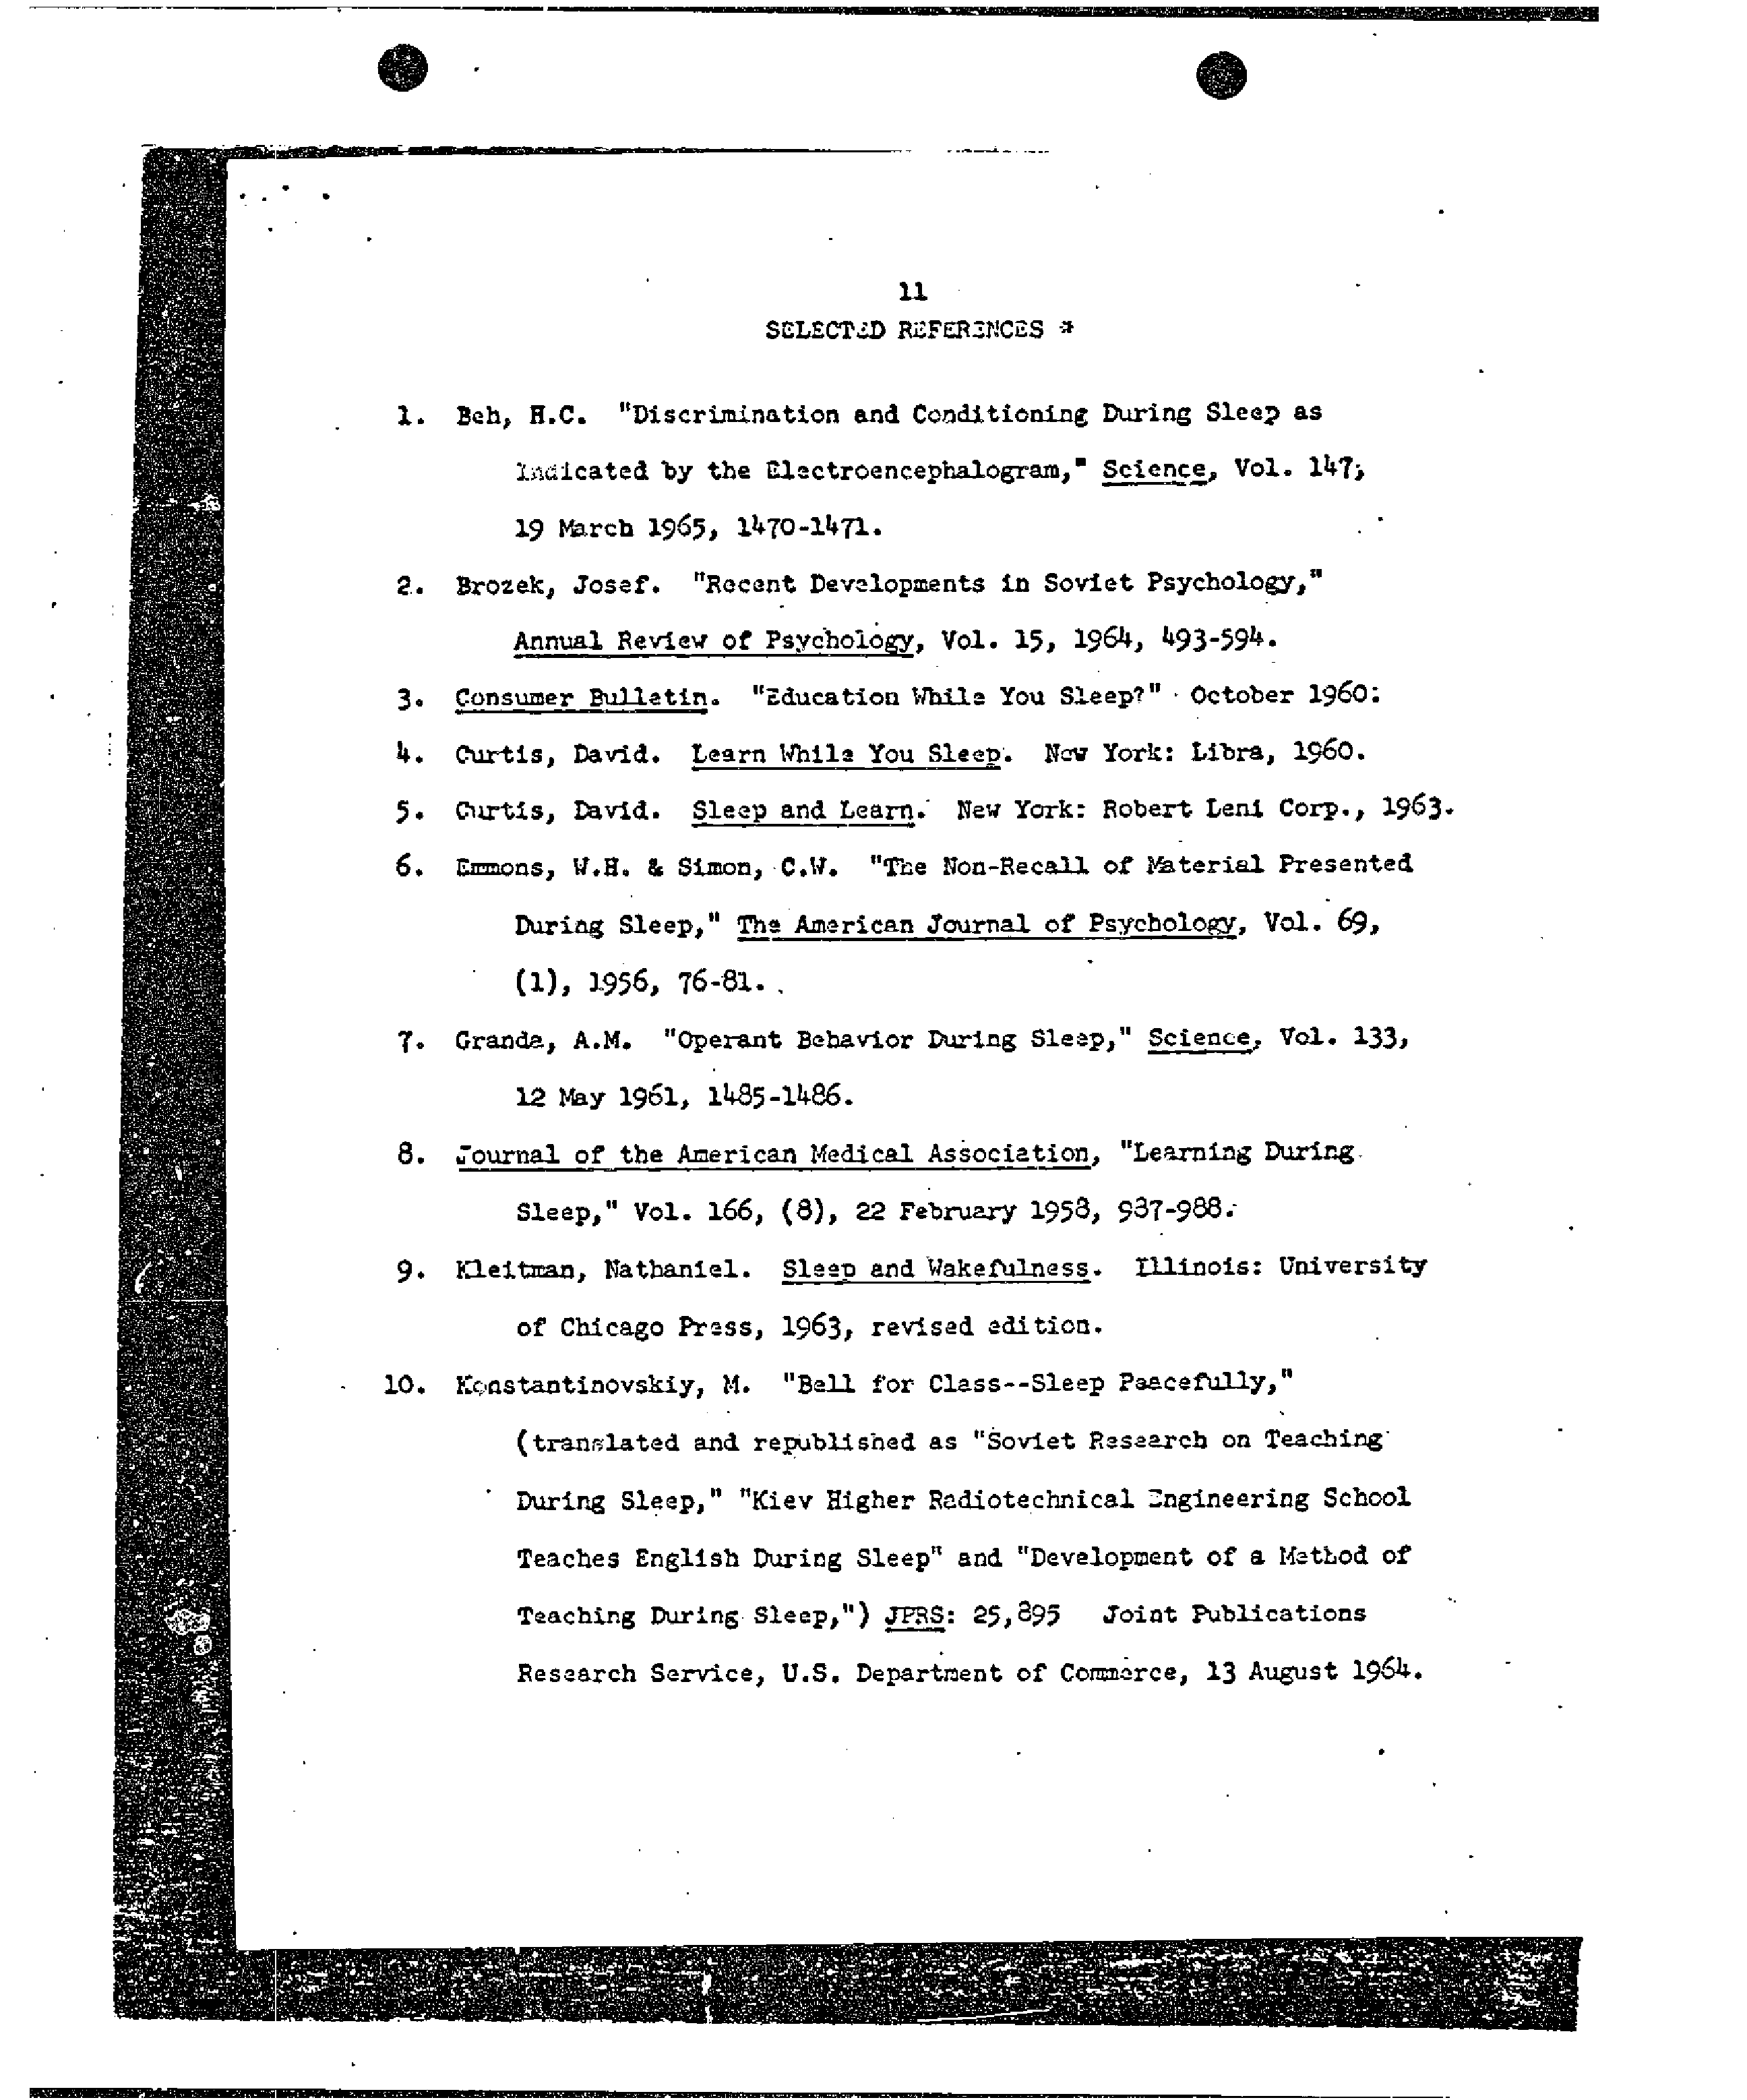 11
SELECTED REFERENCES *
1. Beh, H.C. "Discrimination and Conditioning During Sleep as
Indicated by the Electroencephalogram," Science, Vol. 147,
19 March 1965, 1470-1471.
2. Brozek, Josef. "Recent Developments in Soviet Psychology,"
Annual Review of Psychology, Vol. 15, 1964, 493-594.
3. Consumer Bulletin. "Education While You Sleep?" October 1960.
4. Curtis, David. Learn While You Sleep. New York: Libra, 1960.
5. Curtis, David. Sleep and Learn. New York: Robert Leni Corp., 1963.
6. Emmons, W.H. & Simon, C.W. "The Non-Recall of Material Presented
During Sleep," The American Journal of Psychology, Vol. 69,
(1), 1956, 76-81.
7. Granda, A.M. "Operant Behavior During Sleep," Science, Vol. 133,
12 May 1961, 1485-1486.
8. Journal of the American Medical Association, "Learning During
Sleep," Vol. 166, (8), 22 February 1958, 987-988.
9. Kleitman, Nathaniel. Sleep and Wakefulness. Illinois: University
of Chicago Press, 1963, revised edition.
10. Konstantinovskiy, M. "Bell for Class--Sleep Peacefully,"
(translated and republished as "Soviet Research on Teaching
During Sleep," "Kiev Higher Radiotechnical Engineering School
Teaches English During Sleep" and "Development of a Method of
Teaching During Sleep,") JPRS: 25,895 Joint Publications
Research Service, U.S. Department of Commerce, 13 August 1964.